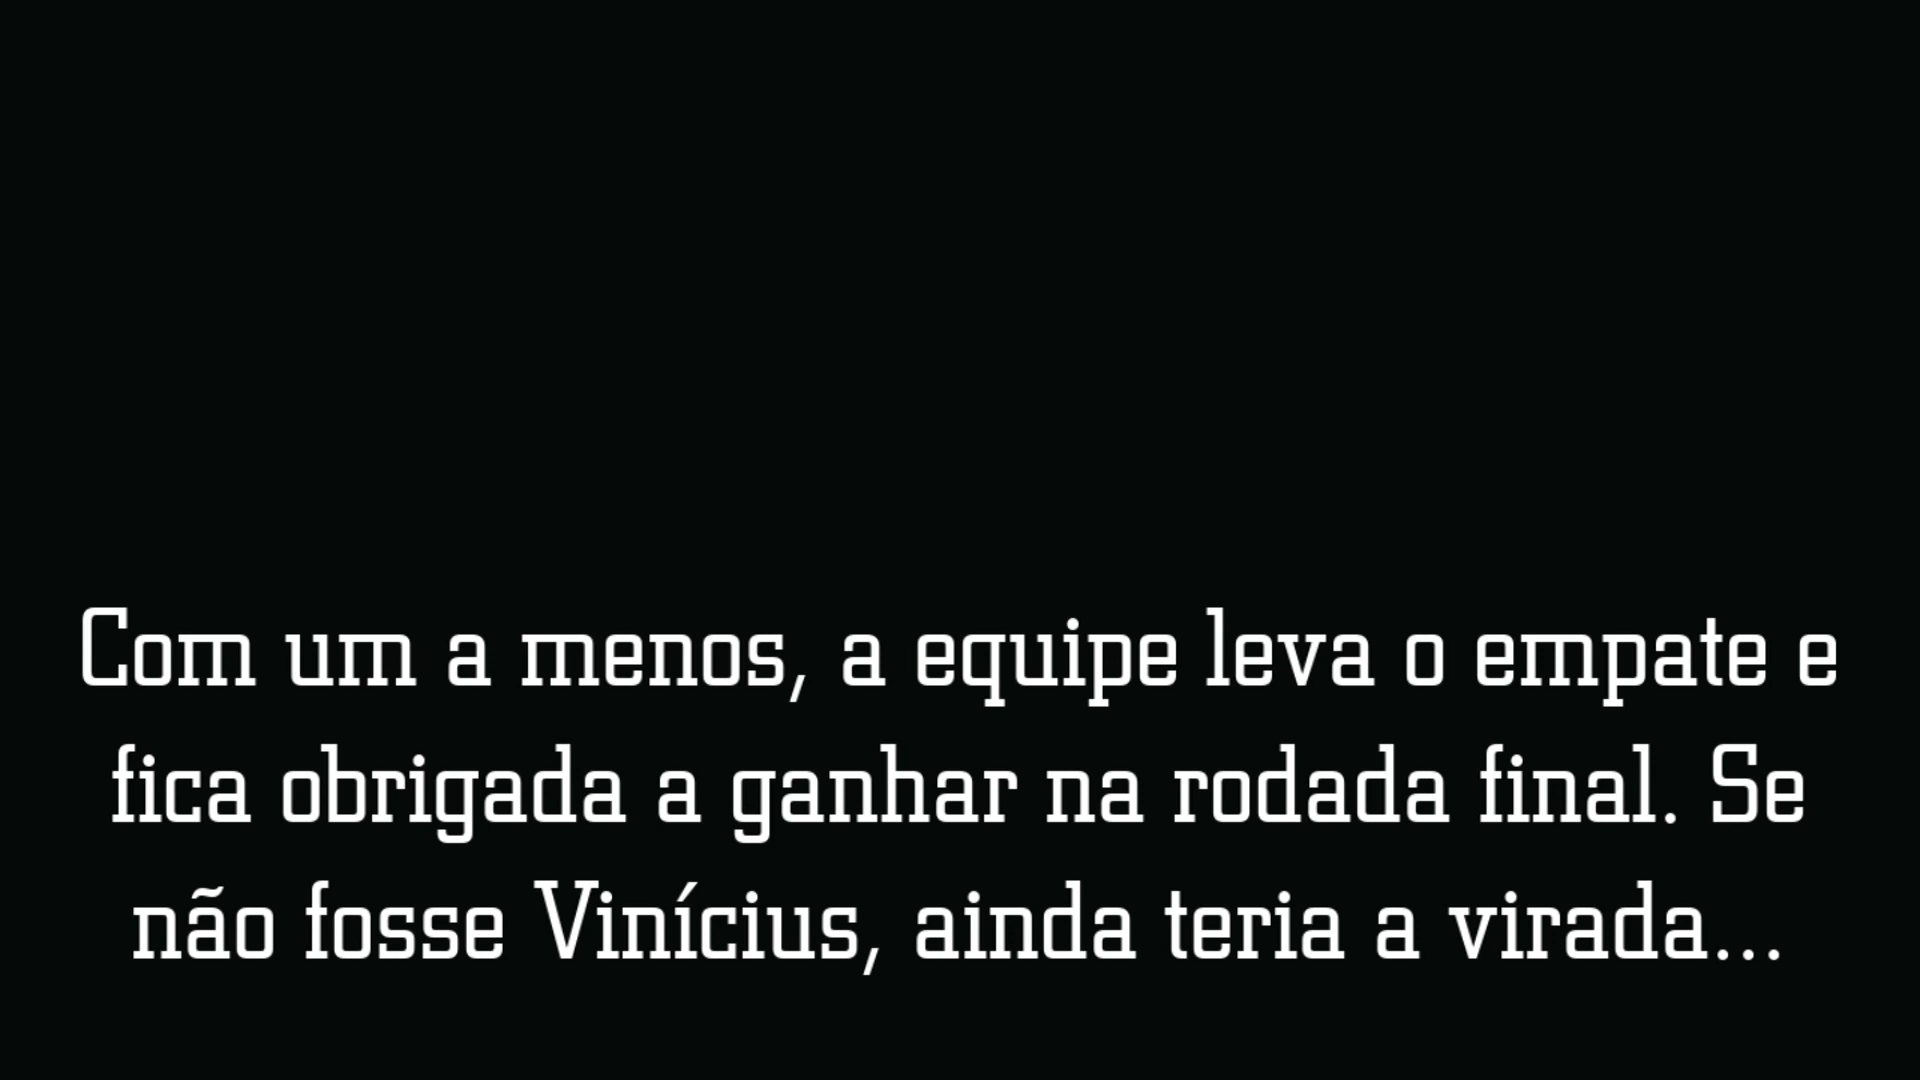 Com um a menos, a equipe leva o empate e
fica obrigada a ganhar na rodada final. Se
não fosse Vinícius, ainda teria a virada...